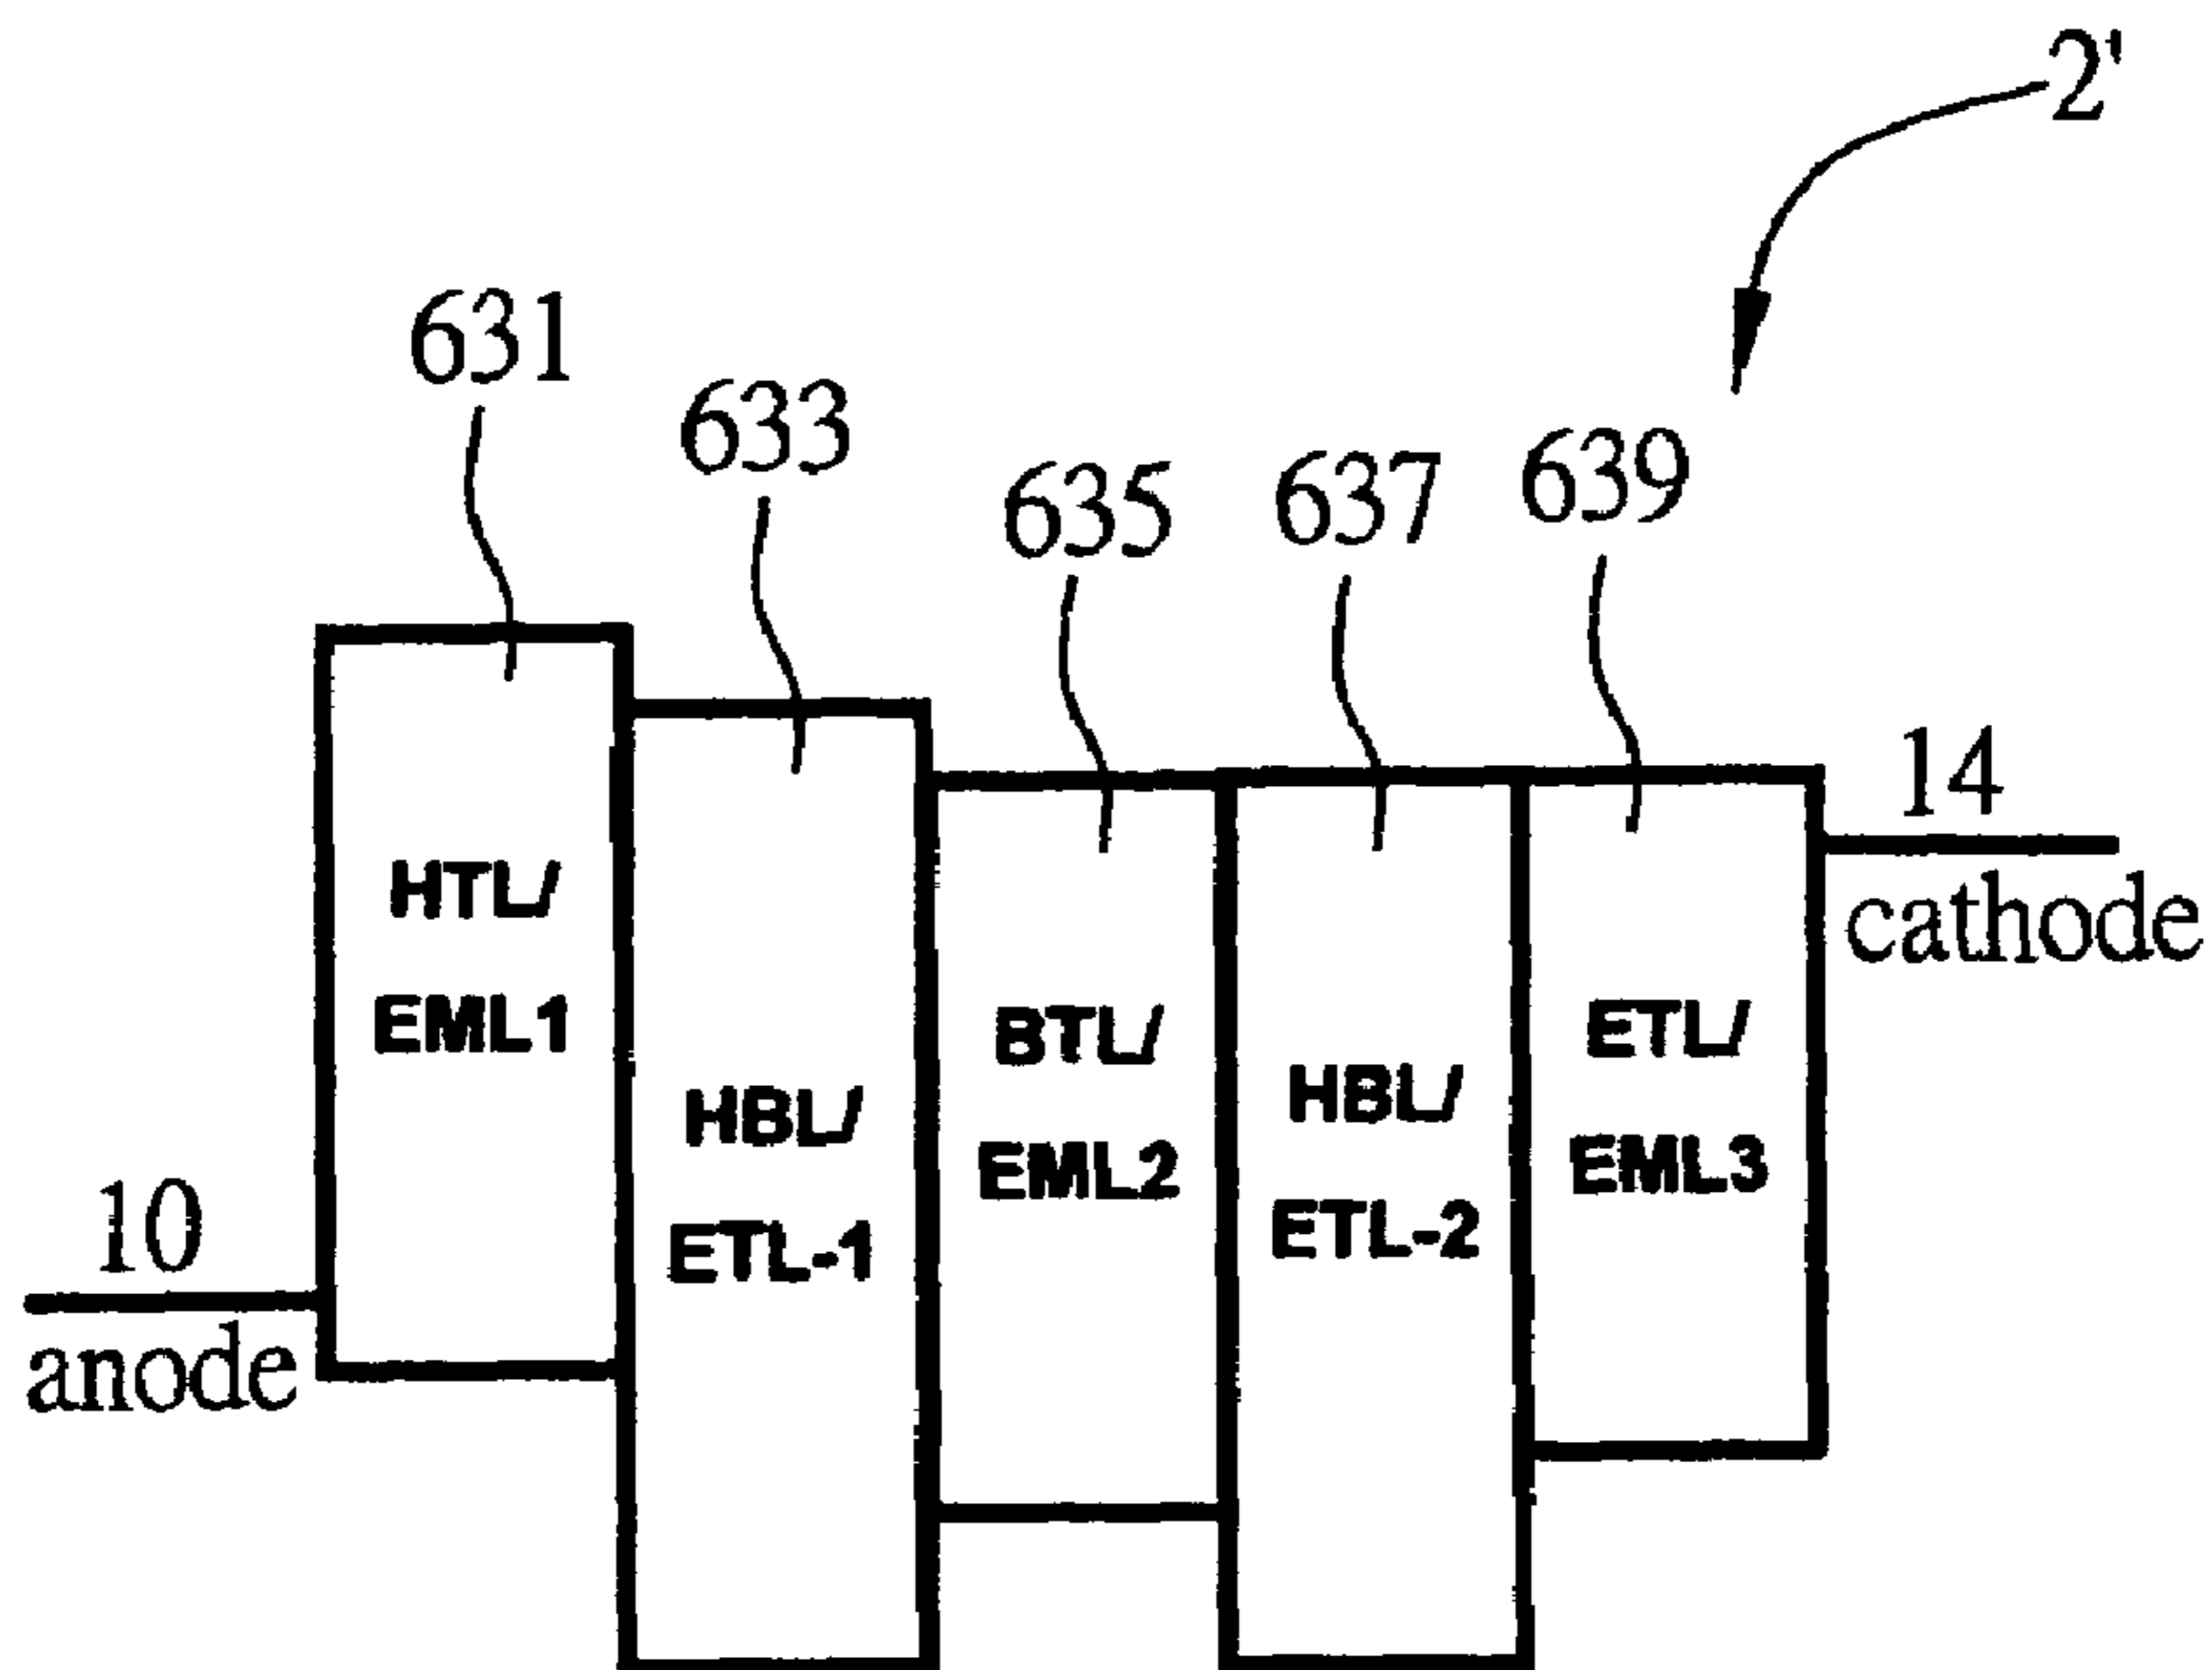 2'
631
633
635
637
639
14
cathode
HTL/
EML1
HBL/
ETL-1
BTL/
EML2
HBL/
ETL-2
ETL/
EML3
10
anode